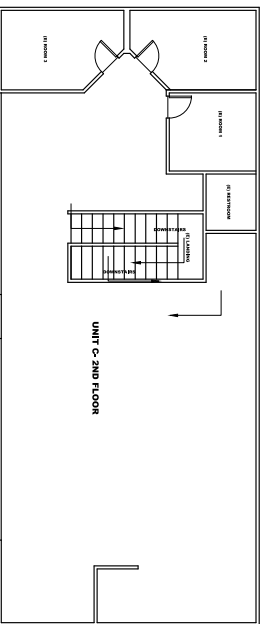 (E) ROOM 3
(E) ROOM 2
(E) ROOM 1
(E) RESTROOM
DOWNSTAIRS
(E) LANDING
DOWNSTAIRS
UNIT C- 2ND FLOOR